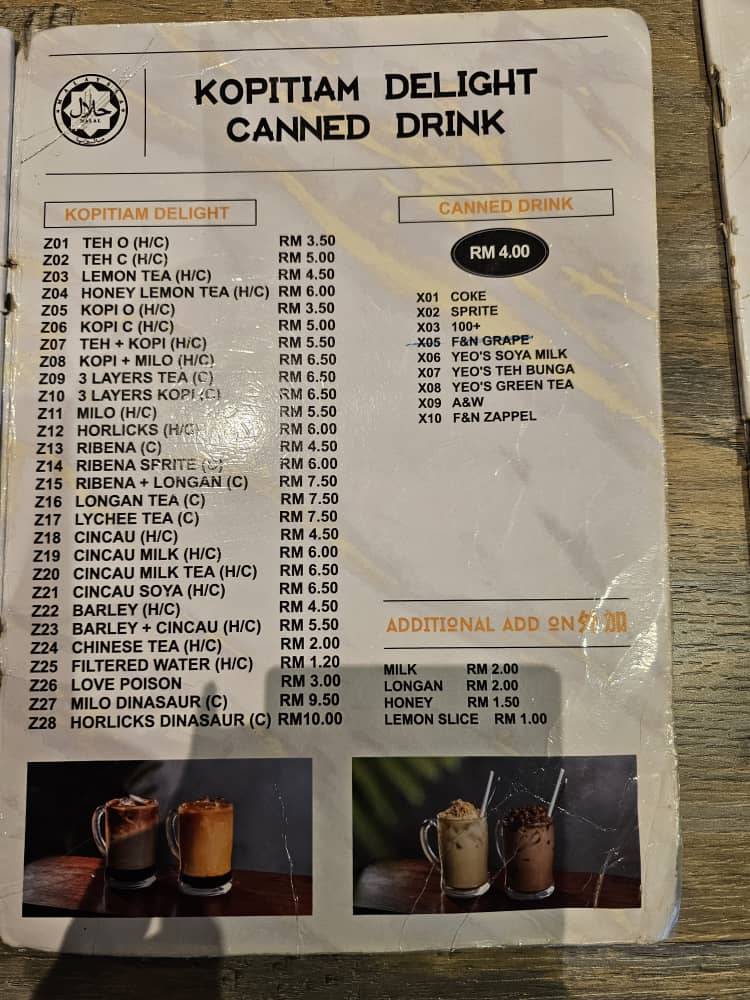 MALAYSIA
حلال
HALAL
ماليسيا
KOPITIAM DELIGHT
CANNED DRINK
KOPITIAM DELIGHT
Z01 TEH O (H/C) RM 3.50
Z02 TEH C (H/C) RM 5.00
Z03 LEMON TEA (H/C) RM 4.50
Z04 HONEY LEMON TEA (H/C) RM 6.00
Z05 KOPI O (H/C) RM 3.50
Z06 KOPI C (H/C) RM 5.00
Z07 TEH + KOPI (H/C) RM 5.50
Z08 KOPI + MILO (H/C) RM 6.50
Z09 3 LAYERS TEA (C) RM 6.50
Z10 3 LAYERS KOPI (C) RM 6.50
Z11 MILO (H/C) RM 5.50
Z12 HORLICKS (H/C) RM 6.00
Z13 RIBENA (C) RM 4.50
Z14 RIBENA SPRITE (C) RM 6.00
Z15 RIBENA + LONGAN (C) RM 7.50
Z16 LONGAN TEA (C) RM 7.50
Z17 LYCHEE TEA (C) RM 7.50
Z18 CINCAU (H/C) RM 4.50
Z19 CINCAU MILK (H/C) RM 6.00
Z20 CINCAU MILK TEA (H/C) RM 6.50
Z21 CINCAU SOYA (H/C) RM 6.50
Z22 BARLEY (H/C) RM 4.50
Z23 BARLEY + CINCAU (H/C) RM 5.50
Z24 CHINESE TEA (H/C) RM 2.00
Z25 FILTERED WATER (H/C) RM 1.20
Z26 LOVE POISON RM 3.00
Z27 MILO DINASAUR (C) RM 9.50
Z28 HORLICKS DINASAUR (C) RM10.00
CANNED DRINK
RM 4.00
X01 COKE
X02 SPRITE
X03 100+
X05 F&N GRAPE
X06 YEO'S SOYA MILK
X07 YEO'S TEH BUNGA
X08 YEO'S GREEN TEA
X09 A&W
X10 F&N ZAPPEL
ADDITIONAL ADD ON 外加
MILK RM 2.00
LONGAN RM 2.00
HONEY RM 1.50
LEMON SLICE RM 1.00